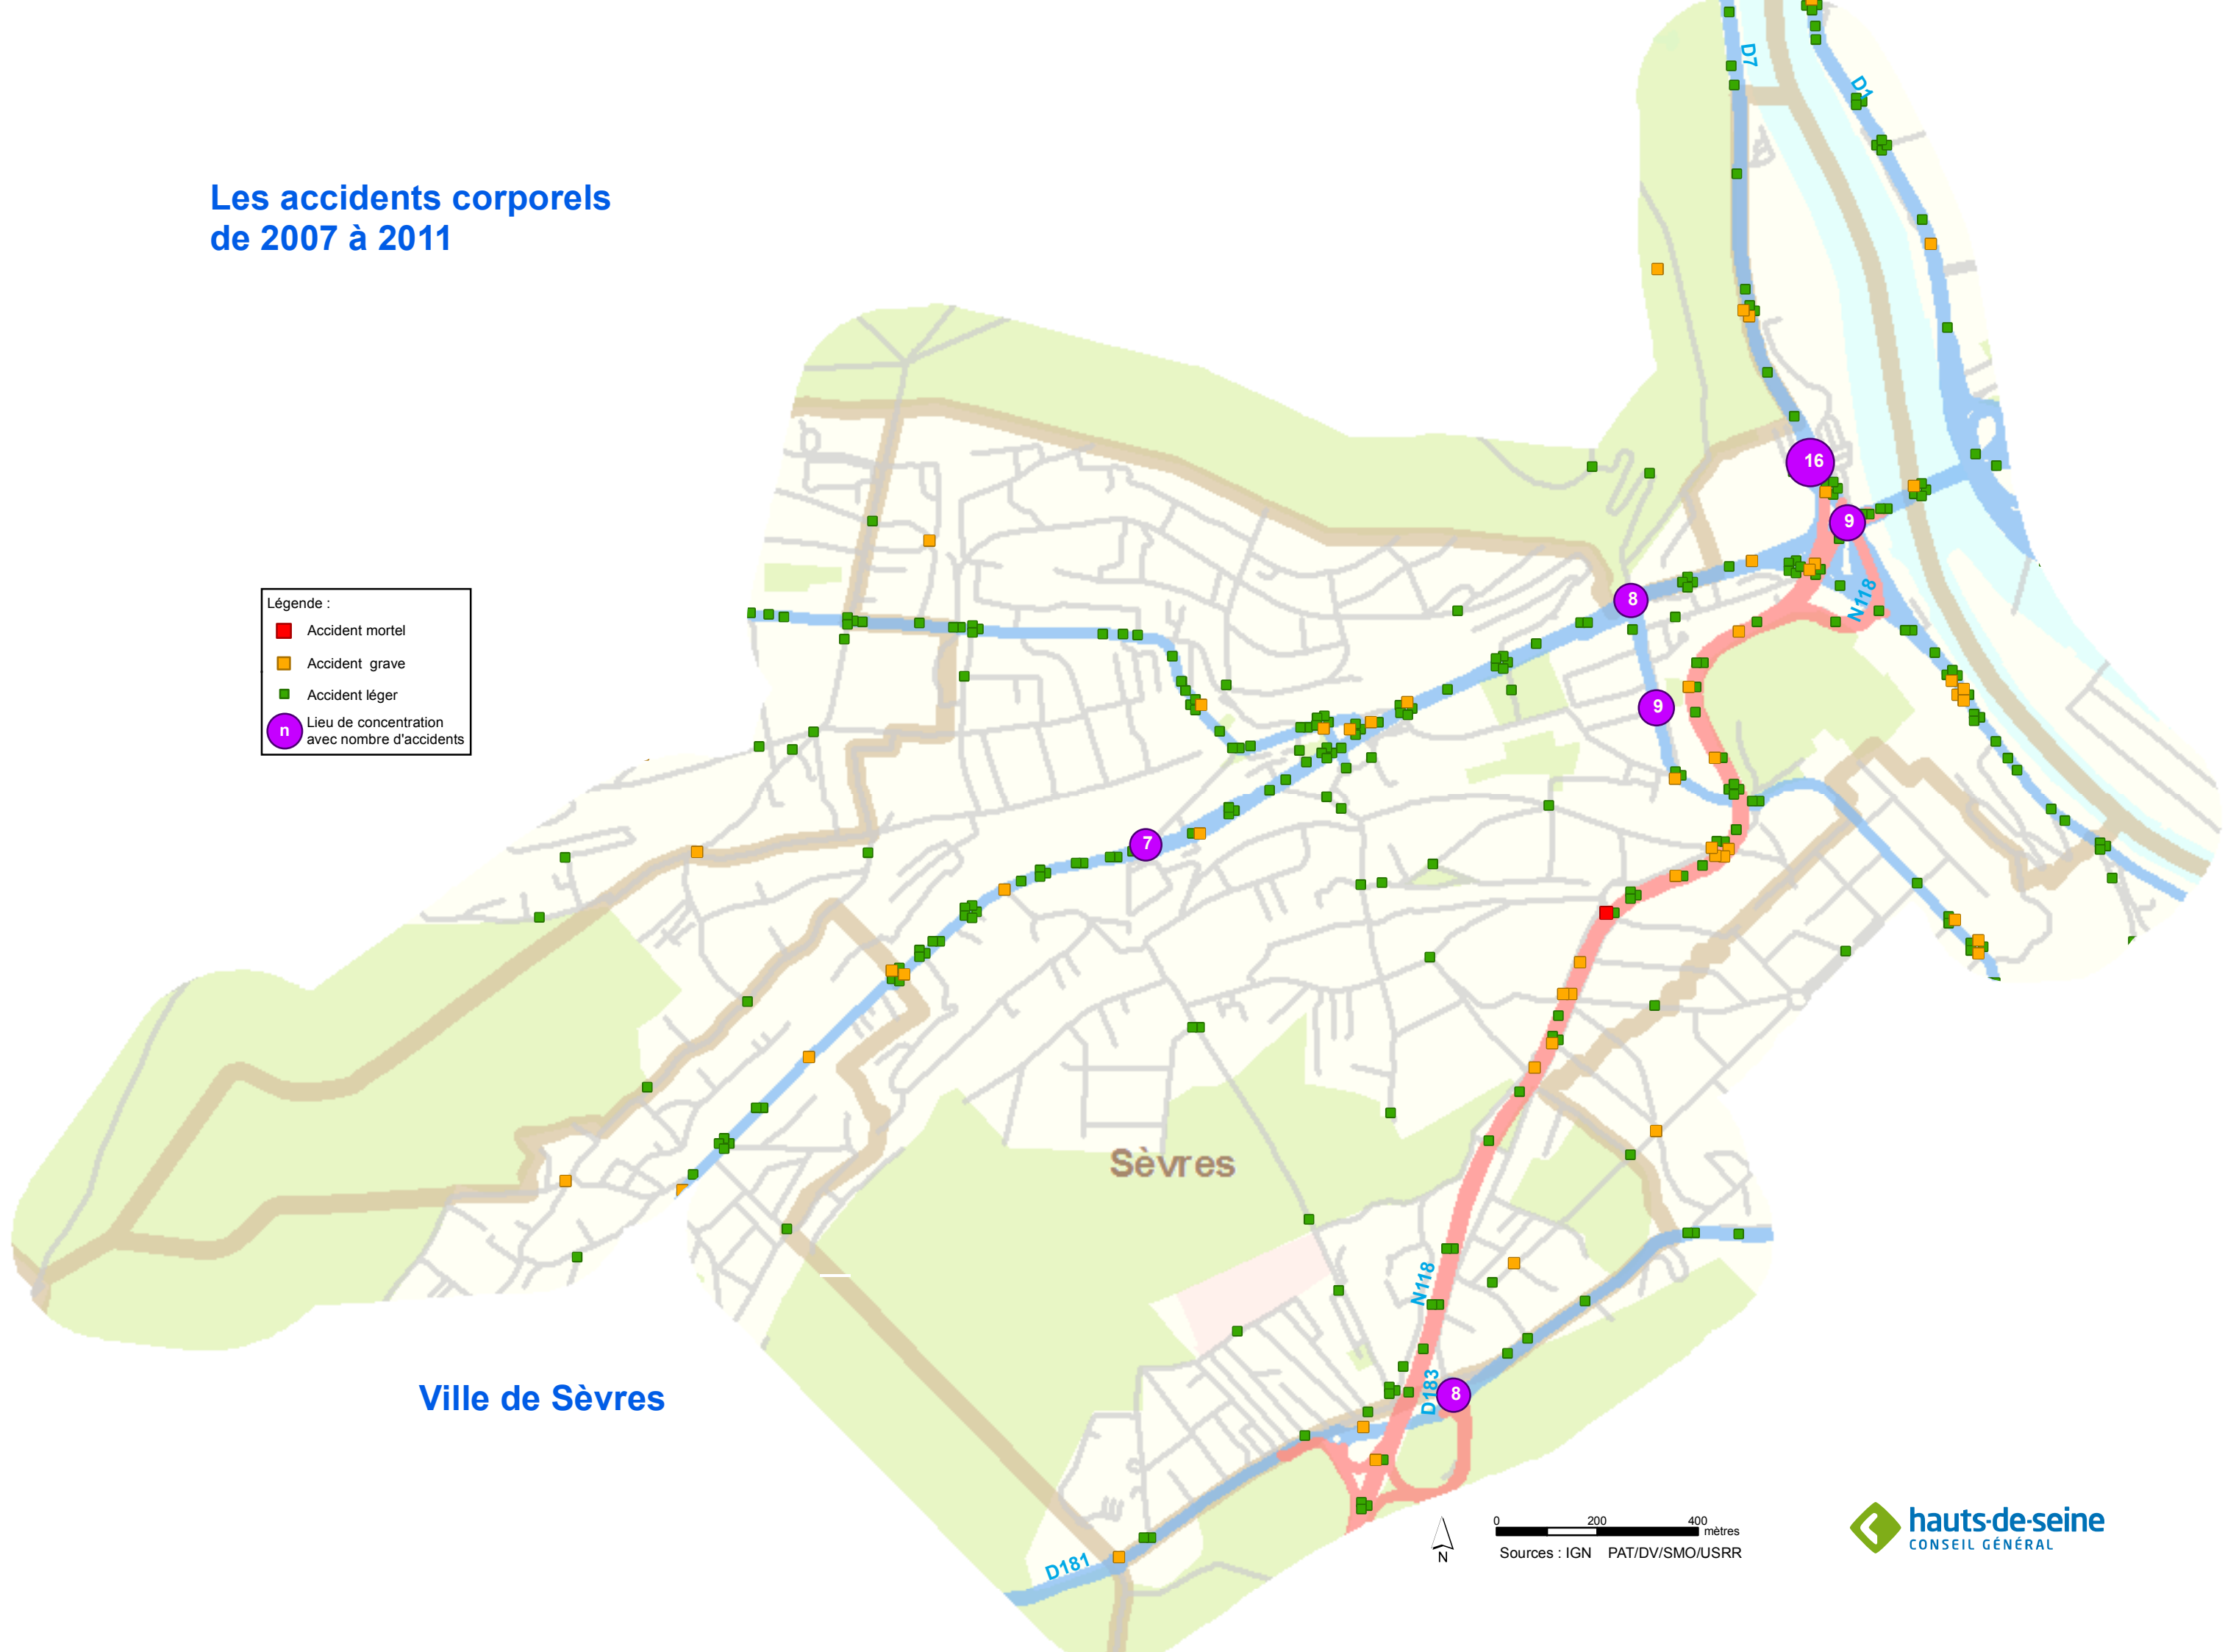 Les accidents corporels
de 2007 à 2011
D7
D1
16
9
N118
8
9
7
Légende :
Accident mortel
Accident grave
Accident léger
n
Lieu de concentration
avec nombre d'accidents
Sèvres
N118
D183
8
Ville de Sèvres
D181
N
0 200 400
mètres
Sources : IGN PAT/DV/SMO/USRR
hauts-de-seine
CONSEIL GÉNÉRAL